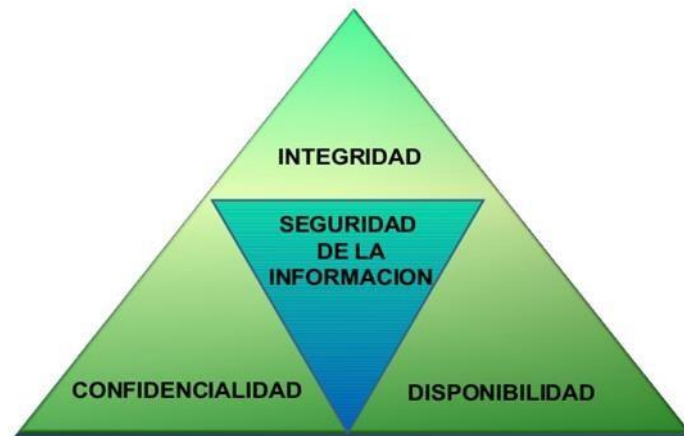 INTEGRIDAD
SEGURIDAD
DE LA
INFORMACION
CONFIDENCIALIDAD
DISPONIBILIDAD